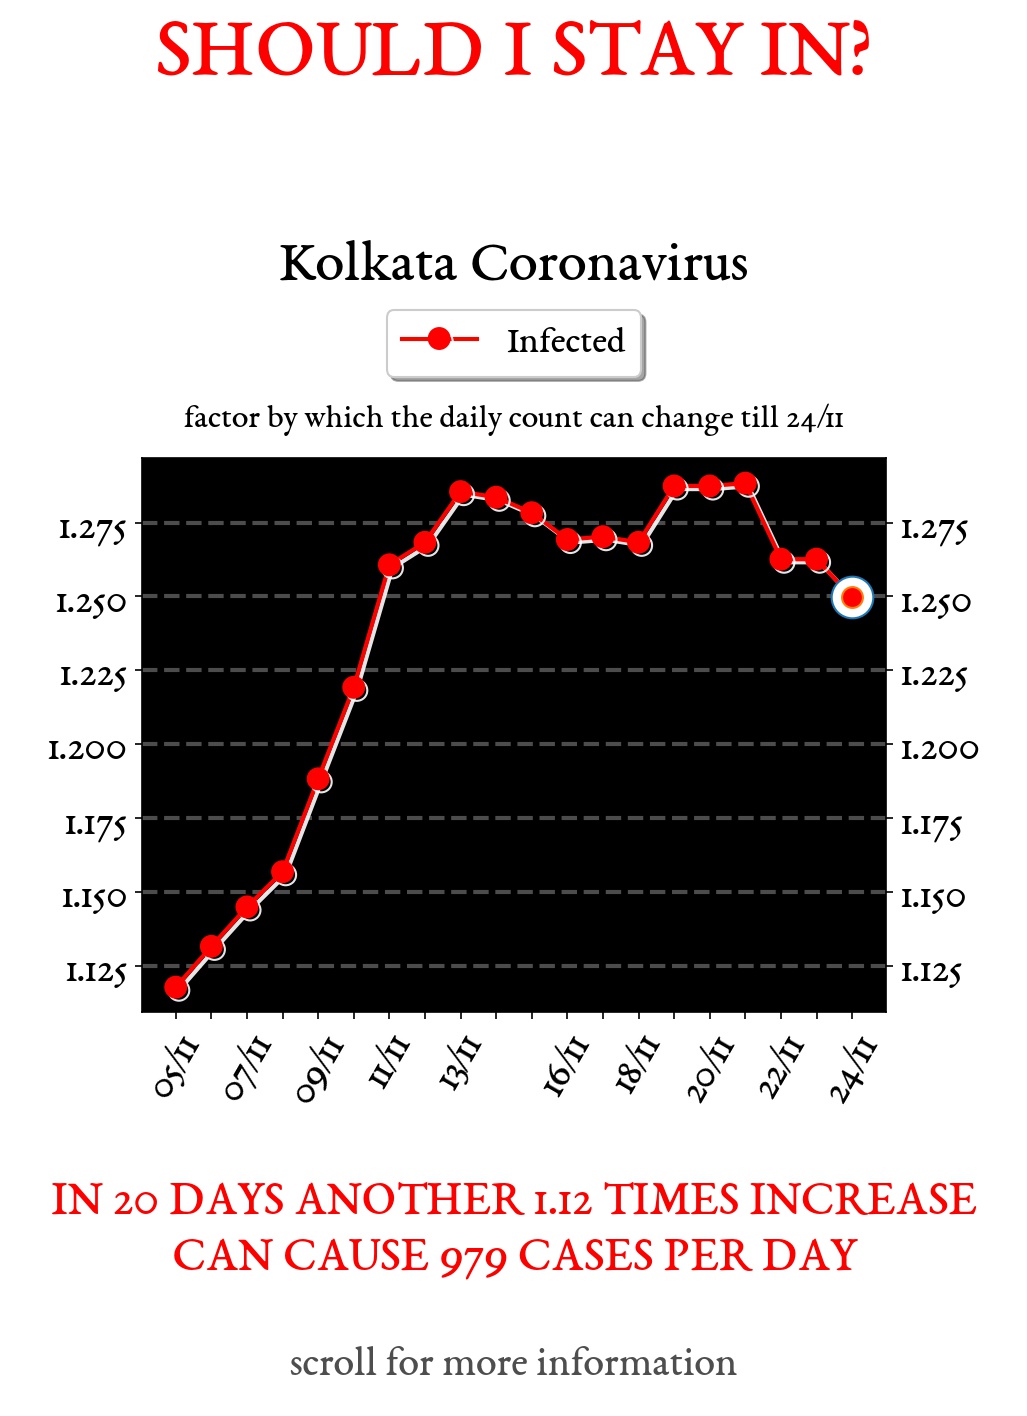 SHOULD I STAY IN?
Kolkata Coronavirus
Infected
factor by which the daily count can change till 24/11
1.275 1.275
1.250 1.250
1.225 1.225
1.200 1.200
1.175 1.175
1.150 1.150
1.125 1.125
05/11 07/11 09/11 11/11 13/11 16/11 18/11 20/11 22/11 24/11
IN 20 DAYS ANOTHER 1.12 TIMES INCREASE
CAN CAUSE 979 CASES PER DAY
scroll for more information